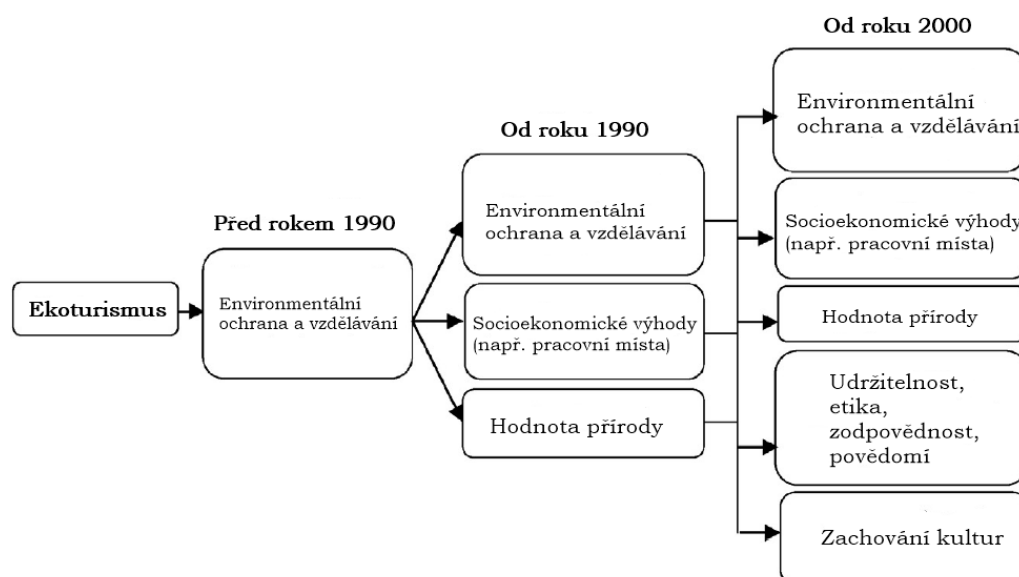 Ekoturismus
Před rokem 1990
Environmentální
ochrana a vzdělávání
Od roku 1990
Environmentální
ochrana a vzdělávání
Socioekonomické výhody
(např. pracovní místa)
Hodnota přírody
Od roku 2000
Environmentální
ochrana a vzdělávání
Socioekonomické výhody
(např. pracovní místa)
Hodnota přírody
Udržitelnost,
etika,
zodpovědnost,
povědomí
Zachování kultur